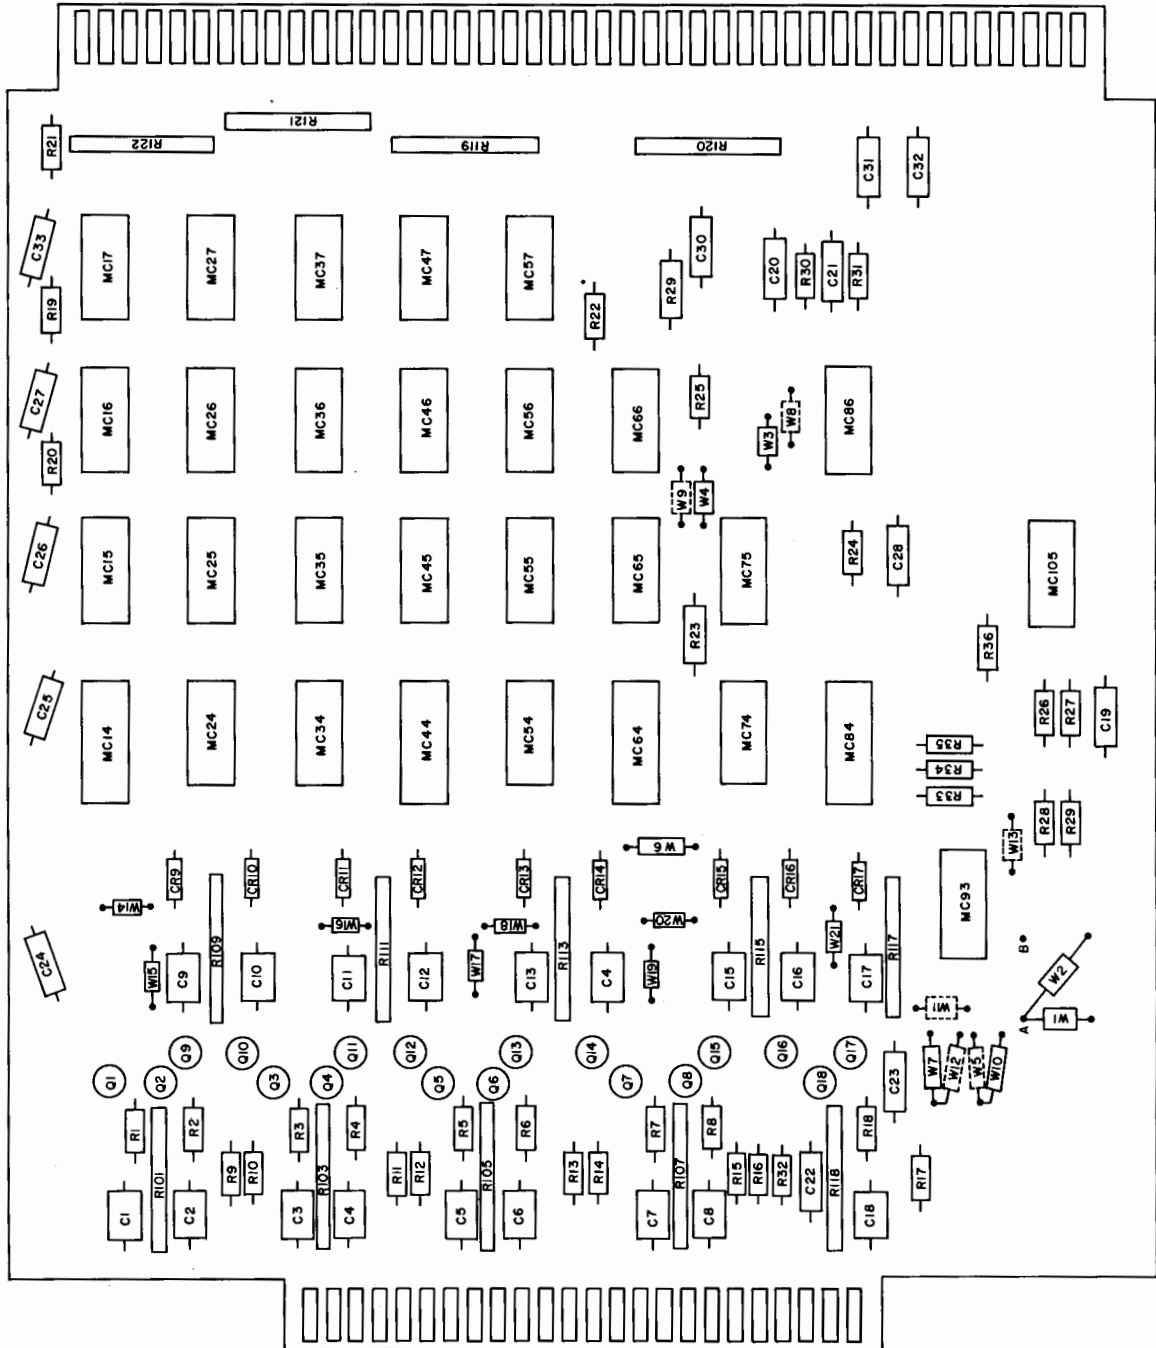 R121
R21 R122 R119 R120 C31 C32
C33 MC17 MC27 MC37 MC47 MC57 C30 C20 R30 C21 R31
R19 R22 R29
C27 MC16 MC26 MC36 MC46 MC56 MC66 R25 W3 W8 MC86
R20
W9 W4
C26 MC15 MC25 MC35 MC45 MC55 MC65 MC75 R24 C28 MC105
R23 R36
C25 MC14 MC24 MC34 MC44 MC54 MC64 MC74 MC84 R26 R27 C19
R35
R34
R33
R28 R29
W6 W13
CR9 CR10 CR11 CR12 CR13 CR14 CR15 CR16 CR17
W14 W16 W18 W20 W21 MC93
C24 R109 R111 R113 R115 R117 B
W15 C9 C10 C11 C12 W17 C13 C4 W19 C15 C16 C17 W2
W11 A W1
Q9 Q10 Q11 Q12 Q13 Q14 Q15 Q16 Q17
W7 W12 W5 W10
Q1 Q2 Q3 Q4 Q5 Q6 Q7 Q8 Q18 C23
R1 R2 R3 R4 R5 R6 R7 R8 R18
R9 R10 R11 R12 R13 R14 R15 R16 R32 C22 R17
R101 R103 R105 R107 R118
C1 C2 C3 C4 C5 C6 C7 C8 C18